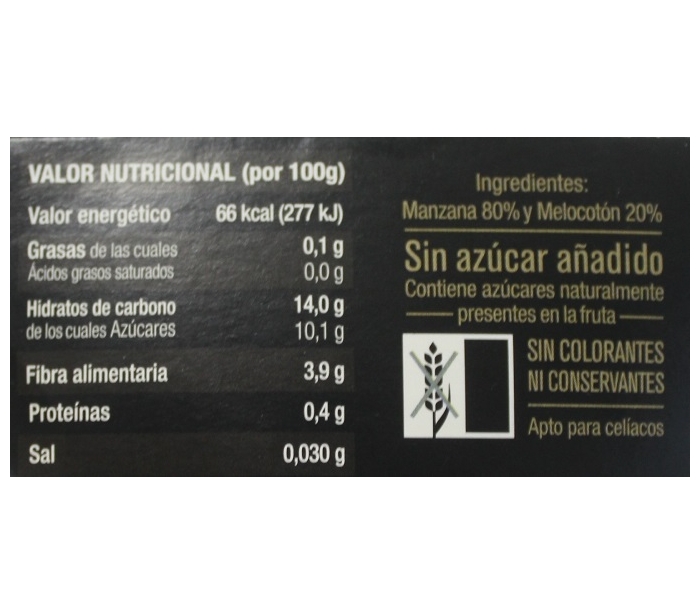 VALOR NUTRICIONAL (por 100g)
Valor energético 66 kcal (277 kJ)
Grasas de las cuales 0,1 g
Ácidos grasos saturados 0,0 g
Hidratos de carbono 14,0 g
de los cuales Azúcares 10,1 g
Fibra alimentaria 3,9 g
Proteínas 0,4 g
Sal 0,030 g
Ingredientes:
Manzana 80% y Melocotón 20%
Sin azúcar añadido
Contiene azúcares naturalmente
presentes en la fruta
SIN COLORANTES
NI CONSERVANTES
Apto para celíacos